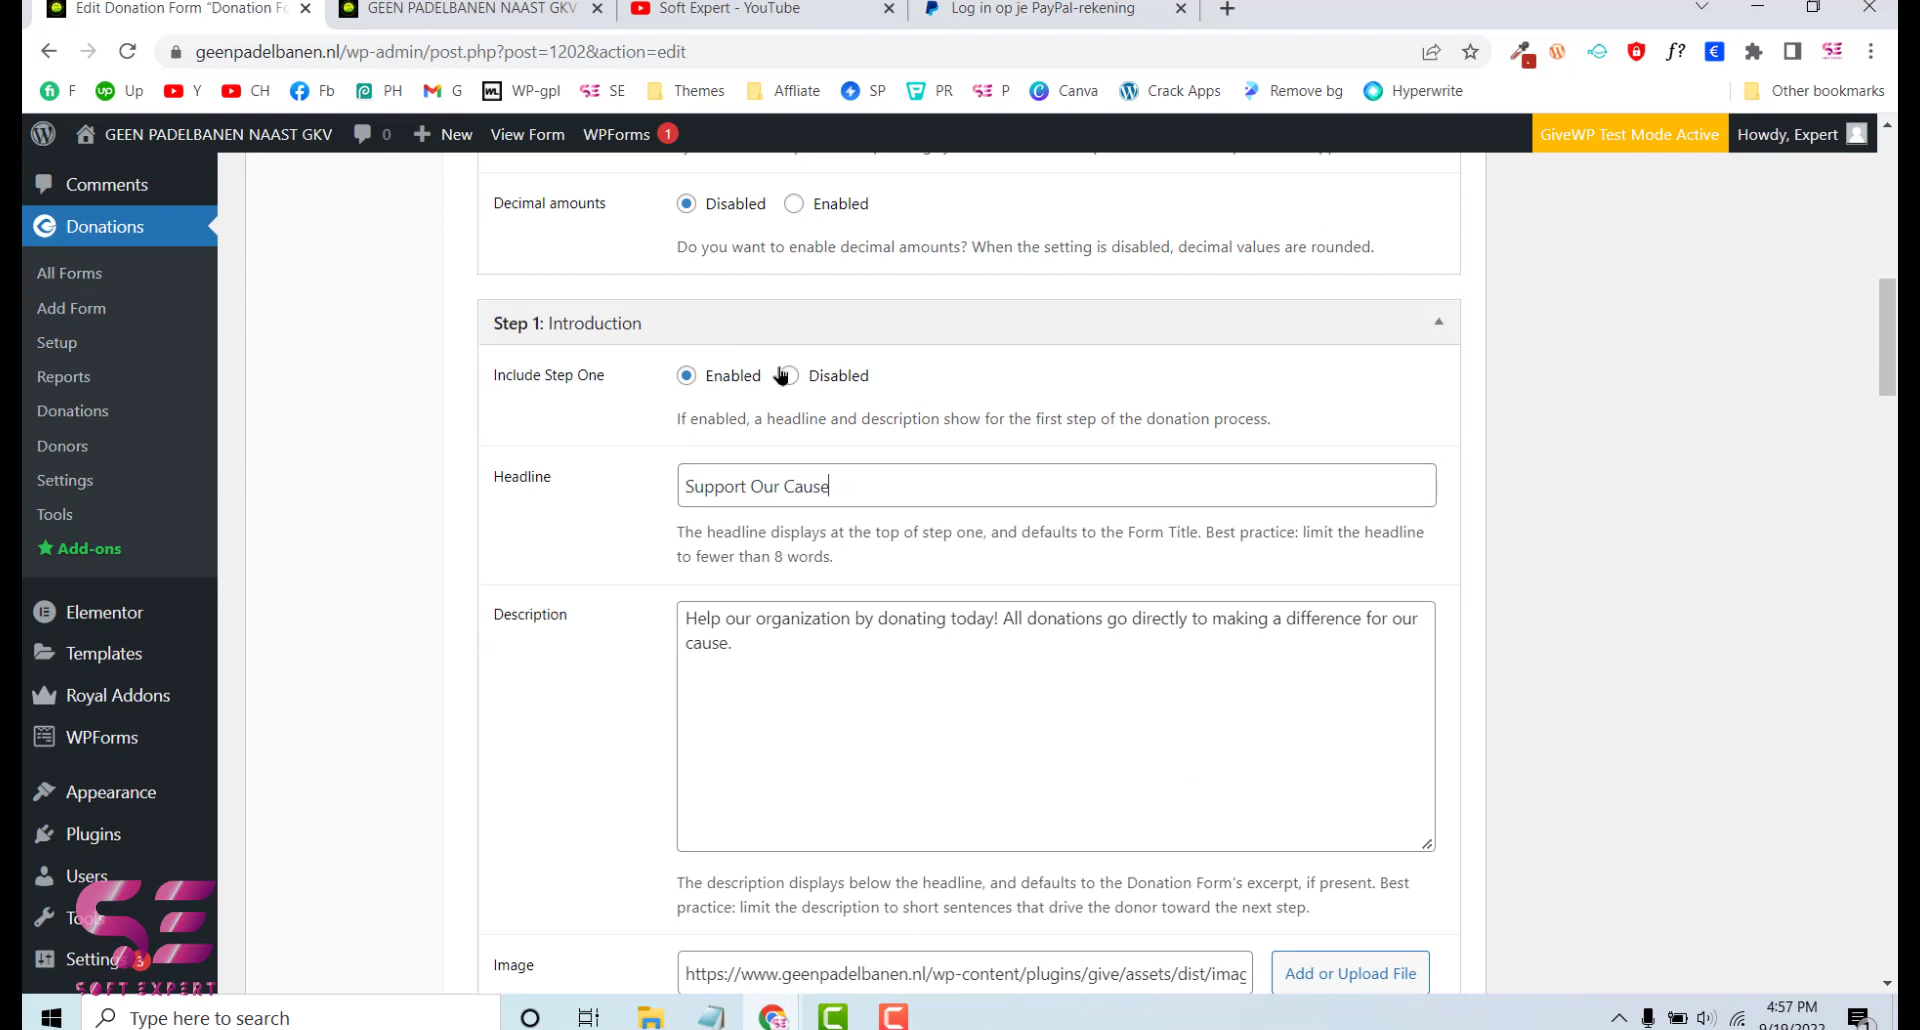 Edit Donation Form “Donation Fo
GEEN PADELBANEN NAAST GKV
Soft Expert - YouTube
Log in op je PayPal-rekening
geenpadelbanen.nl/wp-admin/post.php?post=1202&action=edit
F Up Y CH Fb PH G WP-gpl SE Themes Affliate SP PR P Canva Crack Apps Remove bg Hyperwrite Other bookmarks
GEEN PADELBANEN NAAST GKV 0 New View Form WPForms 1 GiveWP Test Mode Active Howdy, Expert
Comments
Donations
All Forms
Add Form
Setup
Reports
Donations
Donors
Settings
Tools
Add-ons
Elementor
Templates
Royal Addons
WPForms
Appearance
Plugins
Users
Settings 3
SOFT EXPERT
Decimal amounts
Disabled Enabled
Do you want to enable decimal amounts? When the setting is disabled, decimal values are rounded.
Step 1: Introduction
Include Step One
Enabled Disabled
If enabled, a headline and description show for the first step of the donation process.
Headline
Support Our Cause
The headline displays at the top of step one, and defaults to the Form Title. Best practice: limit the headline
to fewer than 8 words.
Description
Help our organization by donating today! All donations go directly to making a difference for our
cause.
The description displays below the headline, and defaults to the Donation Form's excerpt, if present. Best
practice: limit the description to short sentences that drive the donor toward the next step.
Image
https://www.geenpadelbanen.nl/wp-content/plugins/give/assets/dist/imag
Add or Upload File
Type here to search
4:57 PM